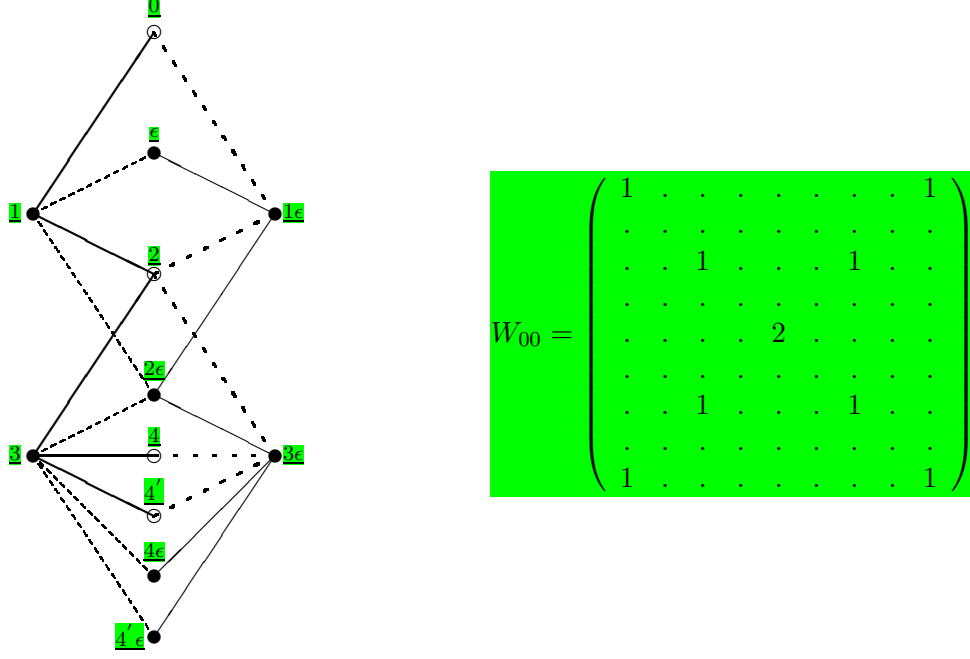 0
ϵ
1 1ϵ
2
2ϵ
4
3 3ϵ
4′
4ϵ
4′ϵ
1 . . . . . . . 1
. . . . . . . . .
. . 1 . . . 1 . .
. . . . . . . . .
W₀₀ = . . . . 2 . . . .
. . . . . . . . .
. . 1 . . . 1 . .
. . . . . . . . .
1 . . . . . . . 1